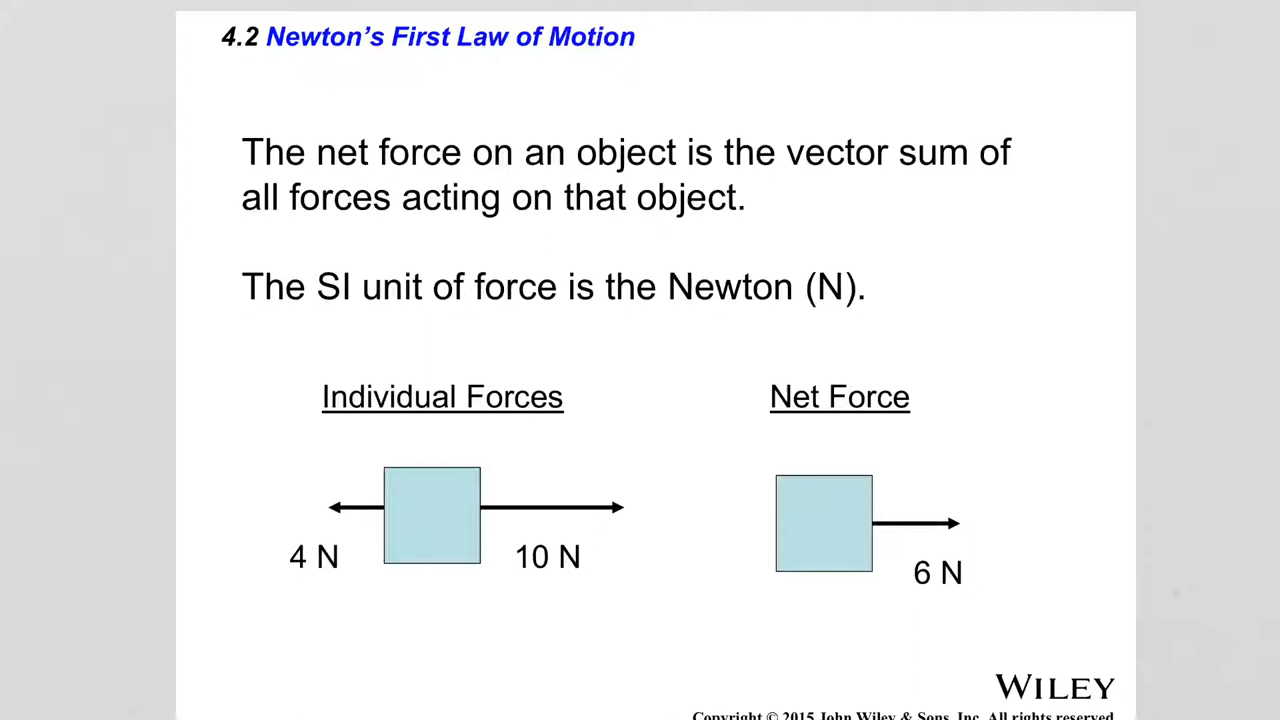 4.2 Newton's First Law of Motion
The net force on an object is the vector sum of
all forces acting on that object.
The SI unit of force is the Newton (N).
Individual Forces
Net Force
4 N
10 N
6 N
WILEY
Copyright © 2015 John Wiley & Sons, Inc. All rights reserved